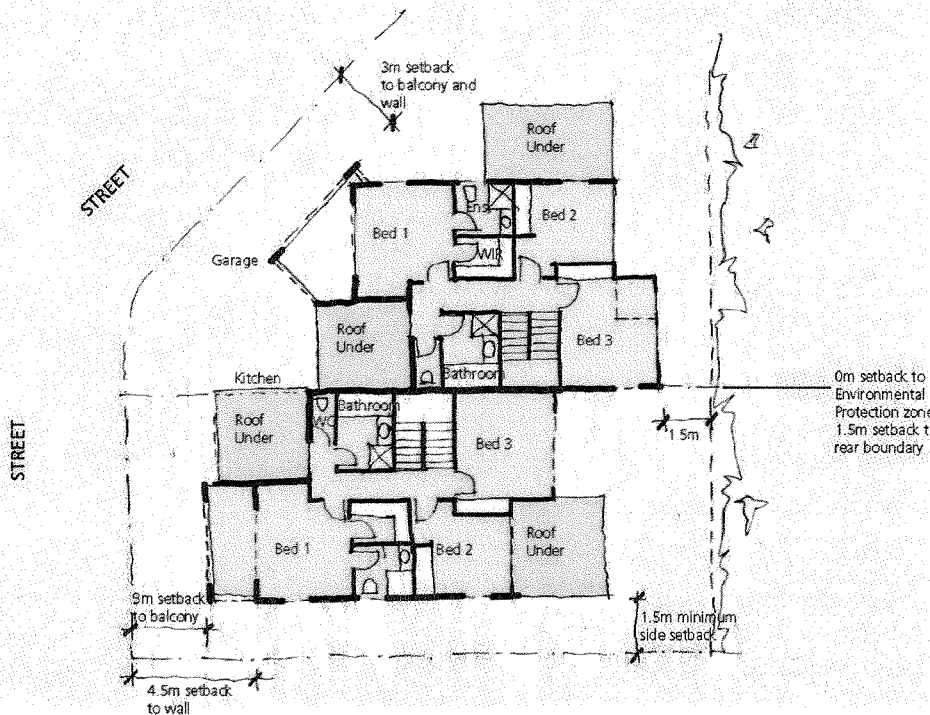 3m setback
to balcony and
wall
STREET
Roof
Under
Ens
Bed 2
Bed 1
WIR
Garage
Roof
Under
Bed 3
Bathroom
Kitchen
0m setback to
Environmental
Protection zone
1.5m setback t
rear boundary
1 5m
WC
Bathroom
Roof
Under
Bed 3
STREET
Bed 1
Bed 2
Roof
Under
3m setback
to balcony
1.5m minimum
side setback
4.5m setback
to wall